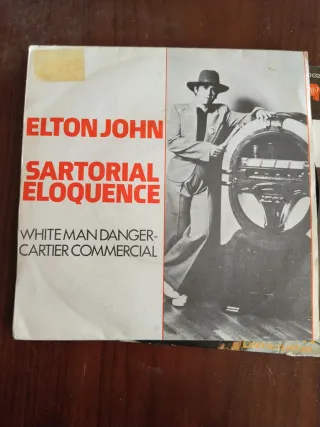 ELTON JOHN
SARTORIAL
ELOQUENCE
WHITE MAN DANGER-
CARTIER COMMERCIAL